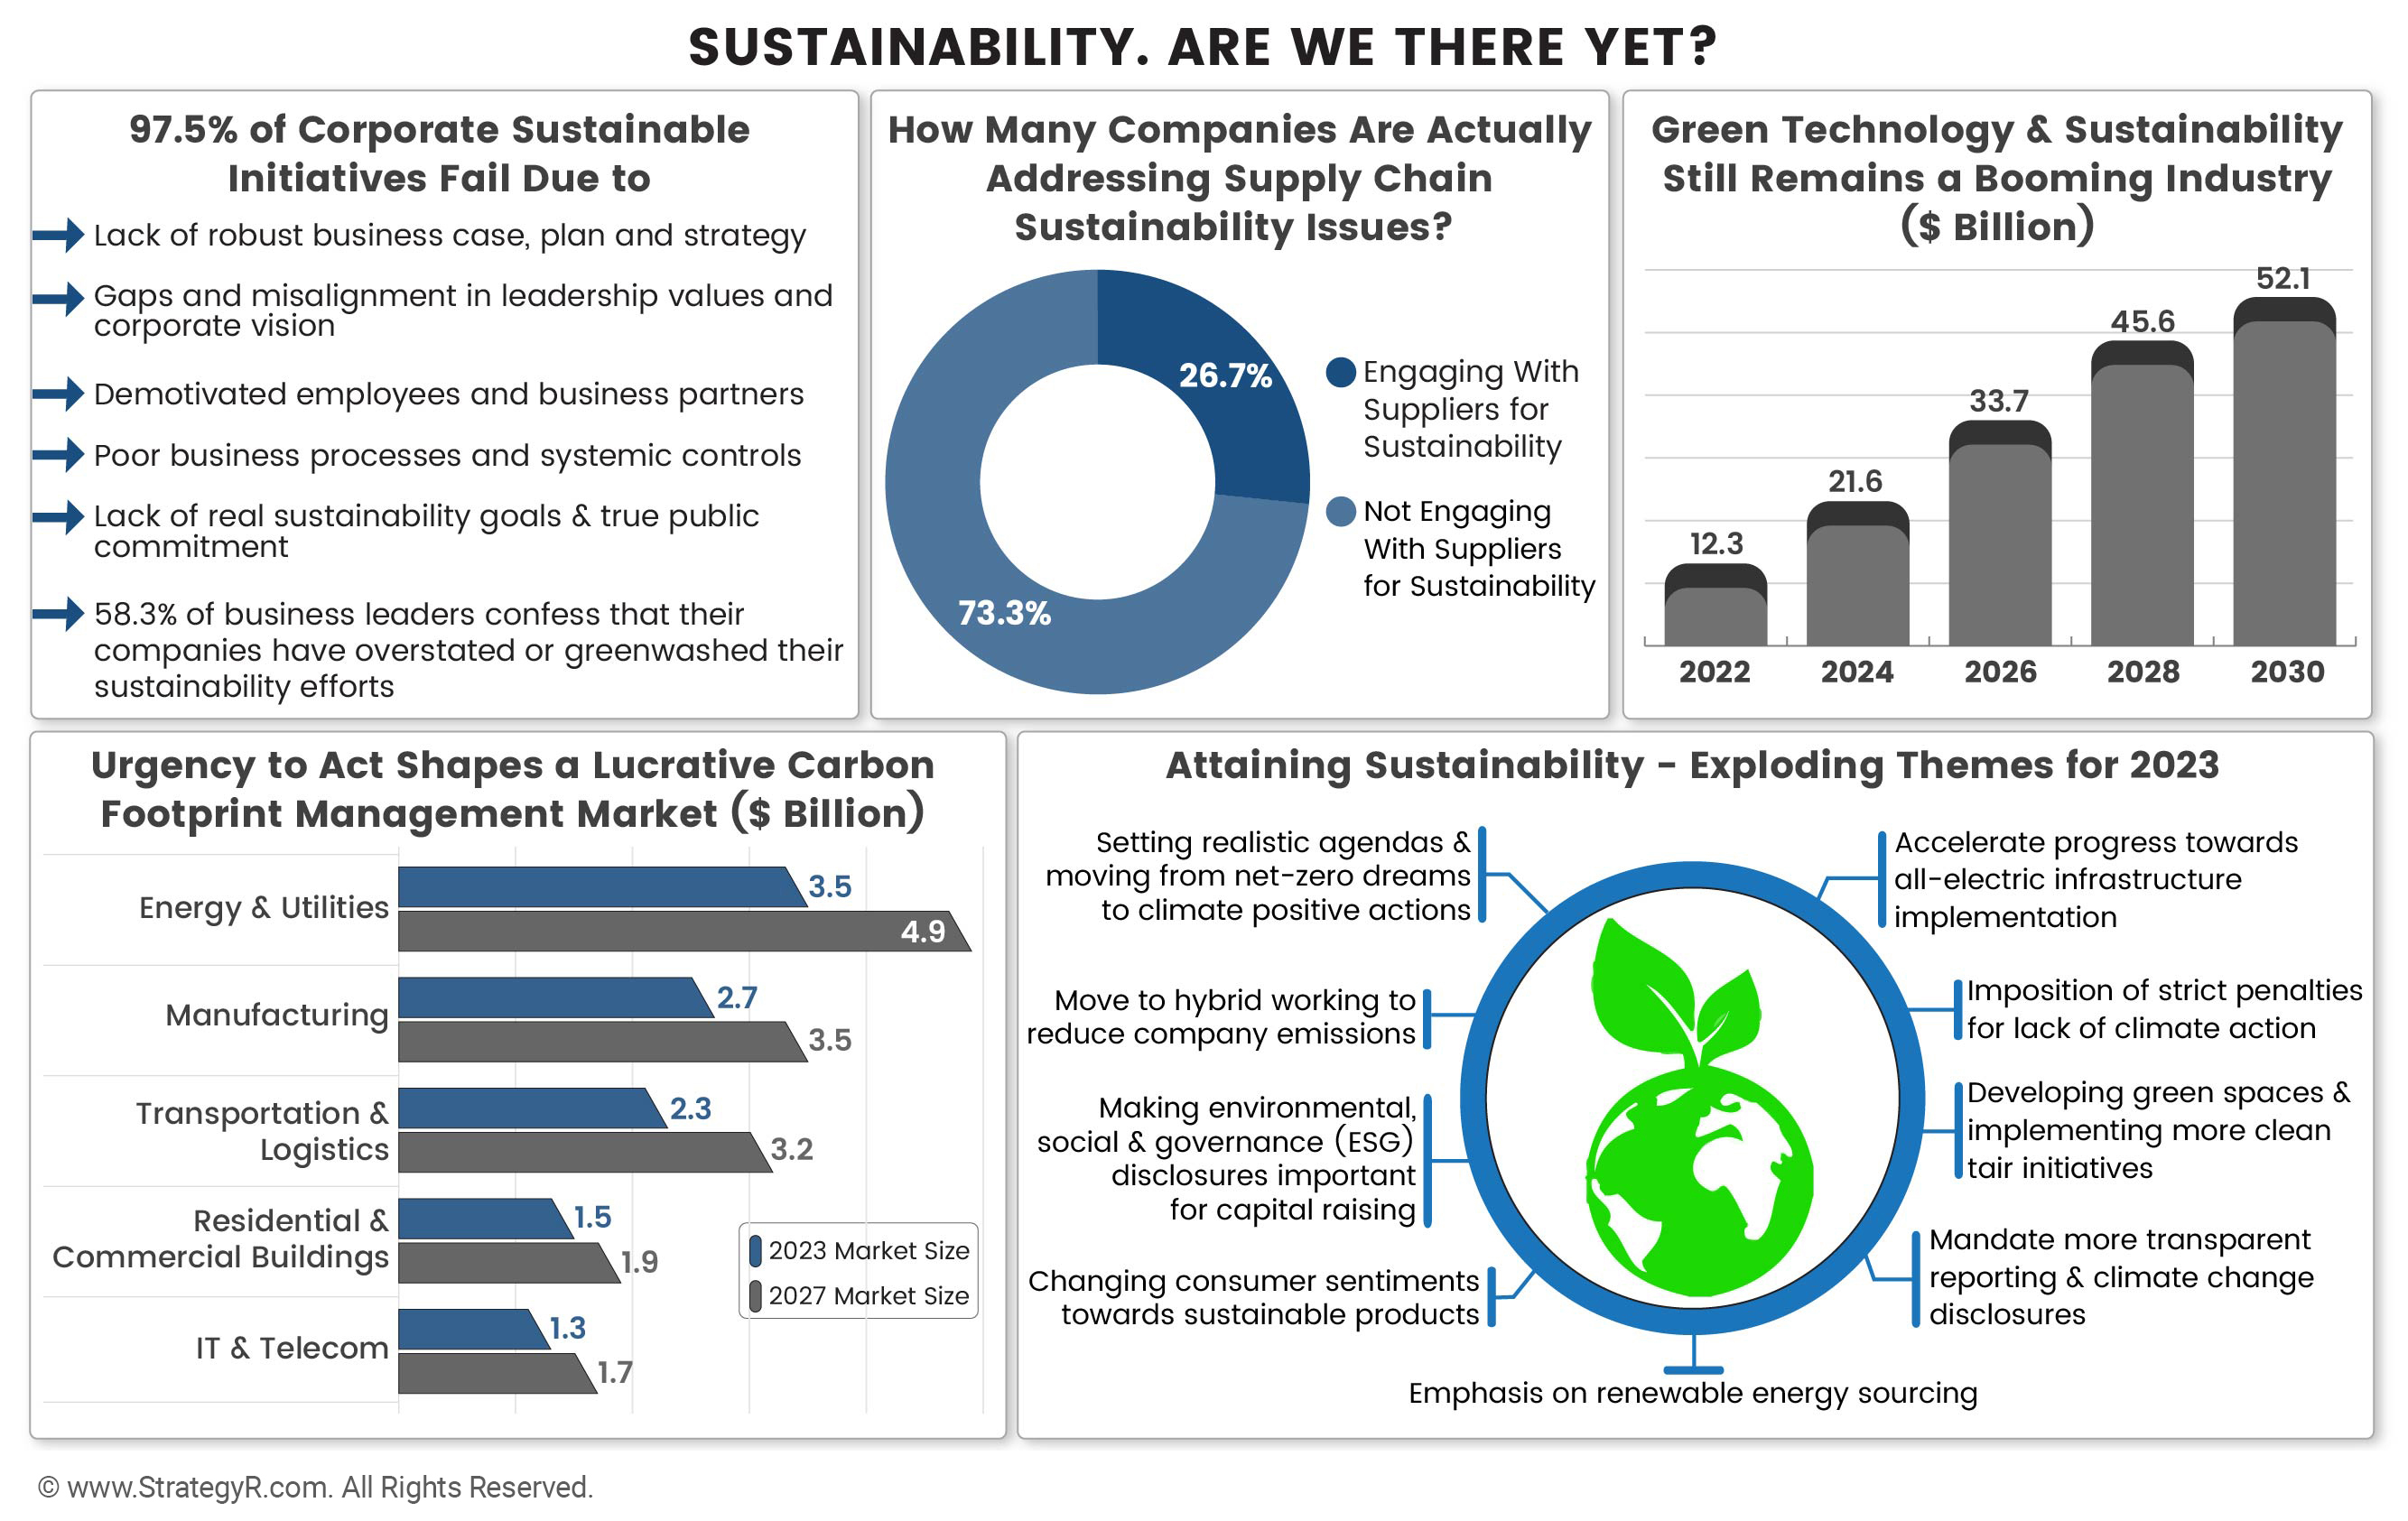 SUSTAINABILITY. ARE WE THERE YET?
97.5% of Corporate Sustainable
Initiatives Fail Due to
Lack of robust business case, plan and strategy
Gaps and misalignment in leadership values and
corporate vision
Demotivated employees and business partners
Poor business processes and systemic controls
Lack of real sustainability goals & true public
commitment
58.3% of business leaders confess that their
companies have overstated or greenwashed their
sustainability efforts
How Many Companies Are Actually
Addressing Supply Chain
Sustainability Issues?
26.7%
73.3%
Engaging With
Suppliers for
Sustainability
Not Engaging
With Suppliers
for Sustainability
Green Technology & Sustainability
Still Remains a Booming Industry
($ Billion)
12.3
21.6
33.7
45.6
52.1
2022
2024
2026
2028
2030
Urgency to Act Shapes a Lucrative Carbon
Footprint Management Market ($ Billion)
Energy & Utilities
3.5
4.9
Manufacturing
2.7
3.5
Transportation &
Logistics
2.3
3.2
Residential &
Commercial Buildings
1.5
1.9
IT & Telecom
1.3
1.7
2023 Market Size
2027 Market Size
Attaining Sustainability - Exploding Themes for 2023
Setting realistic agendas &
moving from net-zero dreams
to climate positive actions
Move to hybrid working to
reduce company emissions
Making environmental,
social & governance (ESG)
disclosures important
for capital raising
Changing consumer sentiments
towards sustainable products
Accelerate progress towards
all-electric infrastructure
implementation
Imposition of strict penalties
for lack of climate action
Developing green spaces &
implementing more clean
tair initiatives
Mandate more transparent
reporting & climate change
disclosures
Emphasis on renewable energy sourcing
© www.StrategyR.com. All Rights Reserved.